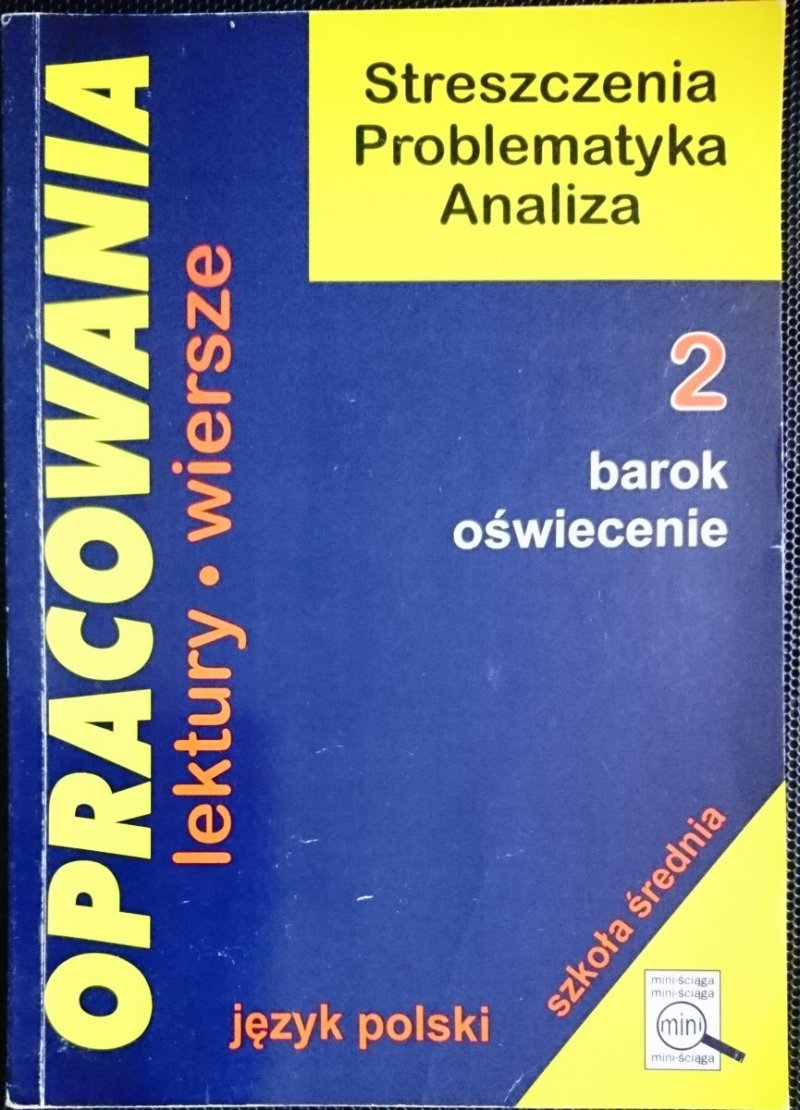 OPRACOWANIA
lektury • wiersze
Streszczenia
Problematyka
Analiza
2
barok
oświecenie
szkoła średnia
język polski
mini-ściąga
mini-ściąga
mini
mini-ściąga